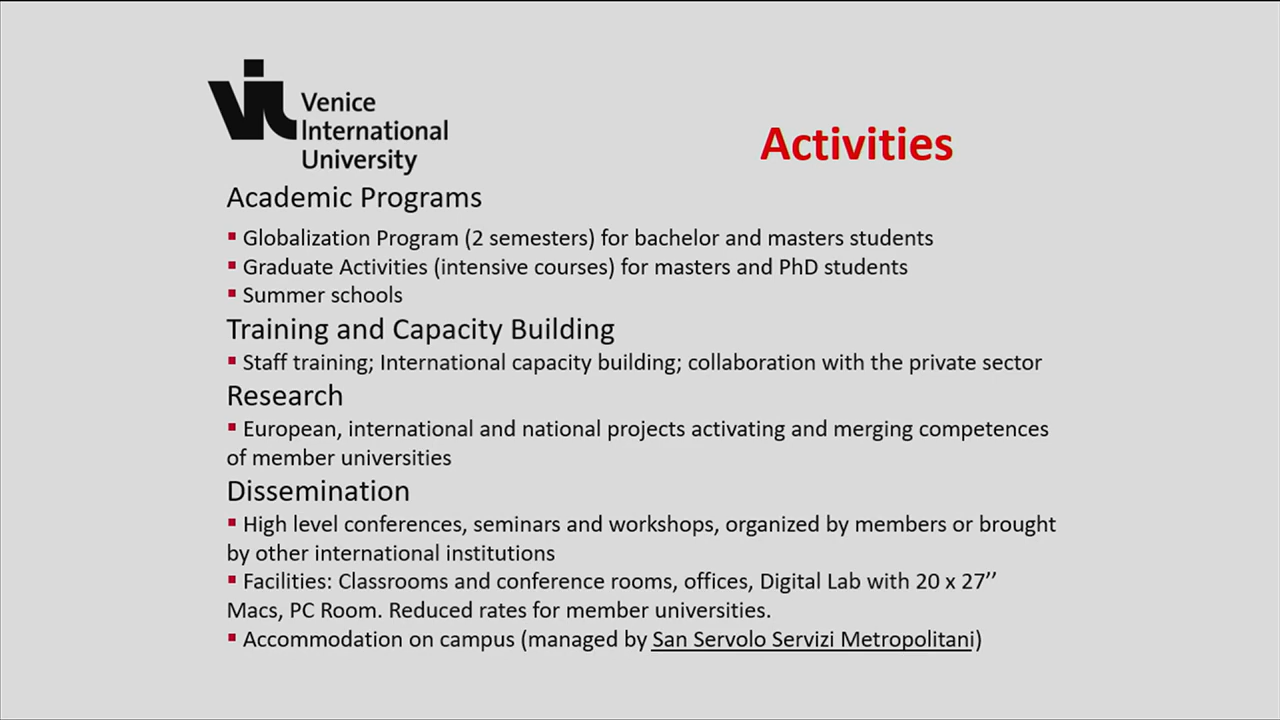 Venice
International
University
Activities
Academic Programs
▪ Globalization Program (2 semesters) for bachelor and masters students
▪ Graduate Activities (intensive courses) for masters and PhD students
▪ Summer schools
Training and Capacity Building
▪ Staff training; International capacity building; collaboration with the private sector
Research
▪ European, international and national projects activating and merging competences
of member universities
Dissemination
▪ High level conferences, seminars and workshops, organized by members or brought
by other international institutions
▪ Facilities: Classrooms and conference rooms, offices, Digital Lab with 20 x 27’’
Macs, PC Room. Reduced rates for member universities.
▪ Accommodation on campus (managed by San Servolo Servizi Metropolitani)